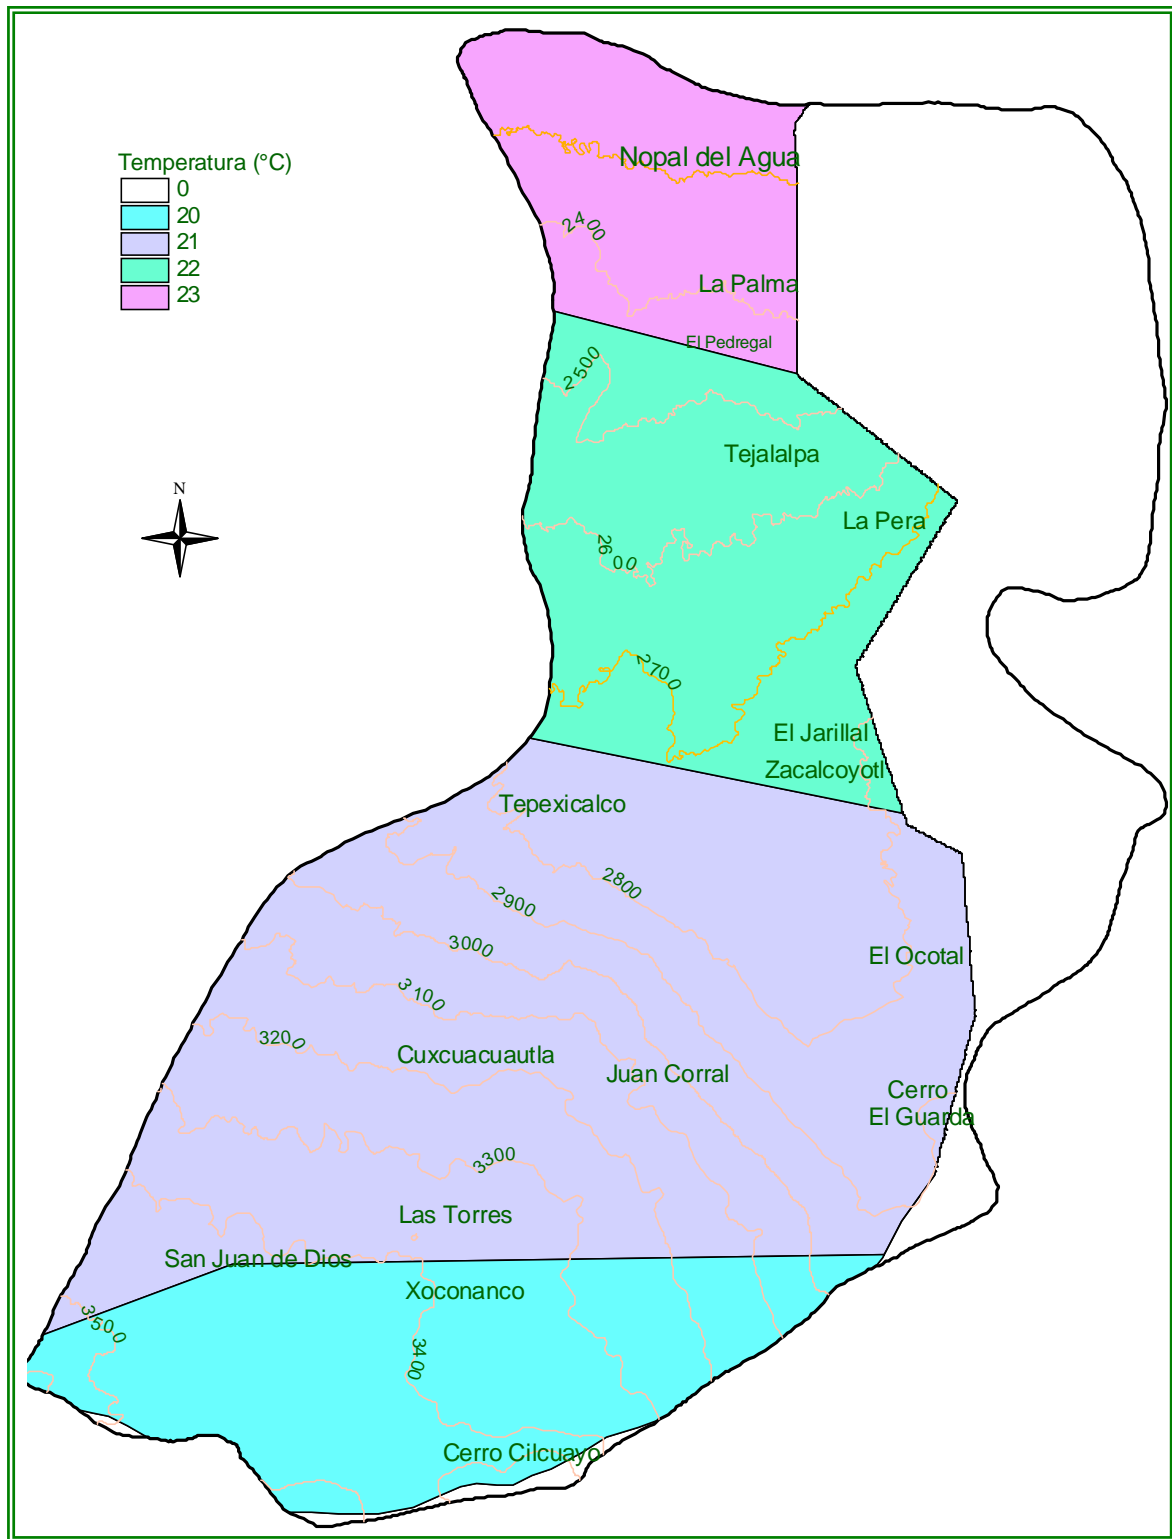 Nopal del Agua
Temperatura (°C)
0
20
21
22
23
2400
La Palma
El Pedregal
2500
Tejalalpa
N
La Pera
2600
2700
El Jarillal
Zacalcoyotl
Tepexicalco
2800
2900
3000
El Ocotal
3100
3200
Cuxcuacuautla
Juan Corral
Cerro
El Guarda
3300
Las Torres
San Juan de Dios
Xoconanco
3500
3400
Cerro Cilcuayo